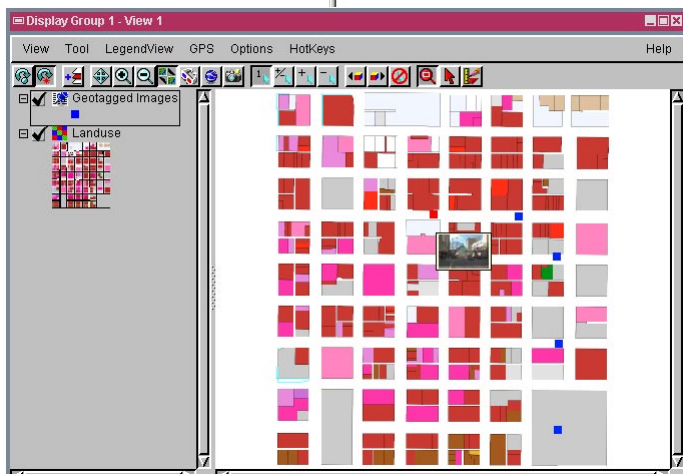 Display Group 1 - View 1
View Tool LegendView GPS Options HotKeys Help
Geotagged Images
Landuse